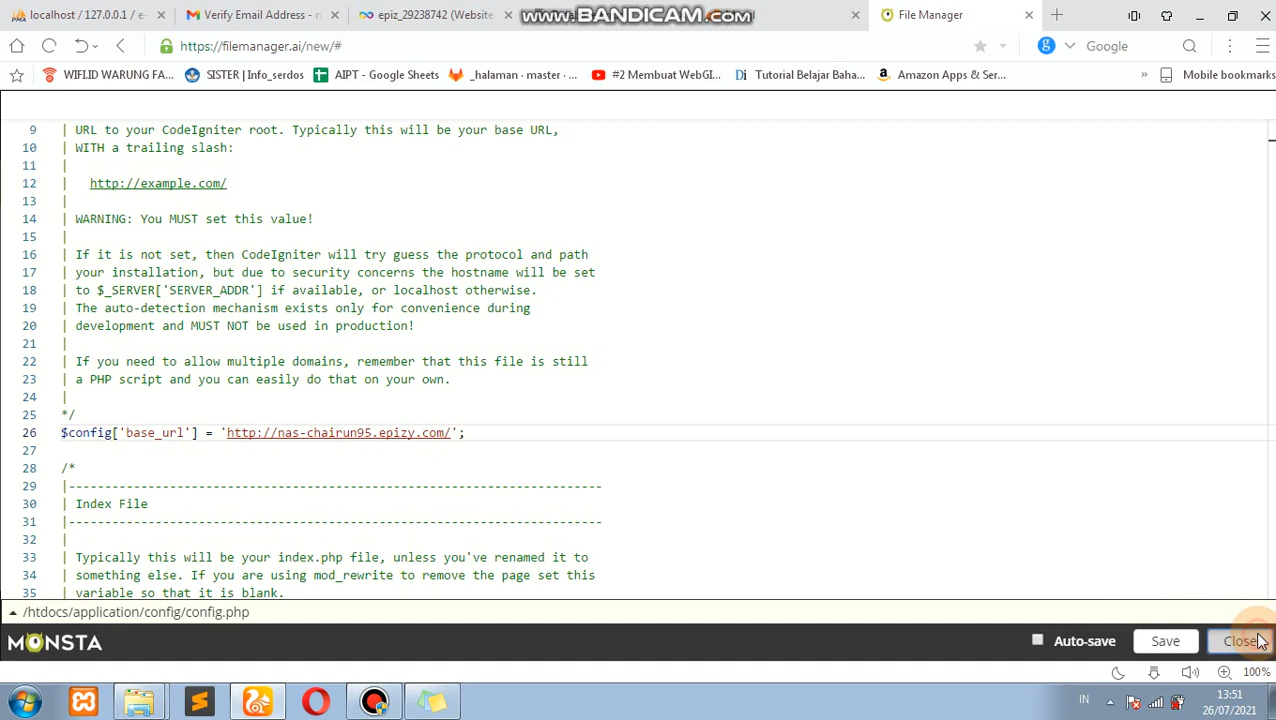 localhost / 127.0.0.1 / e-
Verify Email Address - n
epiz_29238742 (Website
www.BANDICAM.com
File Manager
https://filemanager.ai/new/#
Google
WIFI.ID WARUNG FA...
SISTER | Info_serdos
AIPT - Google Sheets
_halaman · master · ...
#2 Membuat WebGI...
Tutorial Belajar Baha...
Amazon Apps & Ser...
»
Mobile bookmarks
9 | URL to your CodeIgniter root. Typically this will be your base URL,
10 | WITH a trailing slash:
11 |
12 | http://example.com/
13 |
14 | WARNING: You MUST set this value!
15 |
16 | If it is not set, then CodeIgniter will try guess the protocol and path
17 | your installation, but due to security concerns the hostname will be set
18 | to $_SERVER['SERVER_ADDR'] if available, or localhost otherwise.
19 | The auto-detection mechanism exists only for convenience during
20 | development and MUST NOT be used in production!
21 |
22 | If you need to allow multiple domains, remember that this file is still
23 | a PHP script and you can easily do that on your own.
24 |
25 */
26 $config['base_url'] = 'http://nas-chairun95.epizy.com/';
27
28 /*
29 |--------------------------------------------------------------------------
30 | Index File
31 |--------------------------------------------------------------------------
32 |
33 | Typically this will be your index.php file, unless you've renamed it to
34 | something else. If you are using mod_rewrite to remove the page set this
35 | variable so that it is blank.
/htdocs/application/config/config.php
MONSTA
Auto-save
Save
Close
100%
IN
13:51
26/07/2021